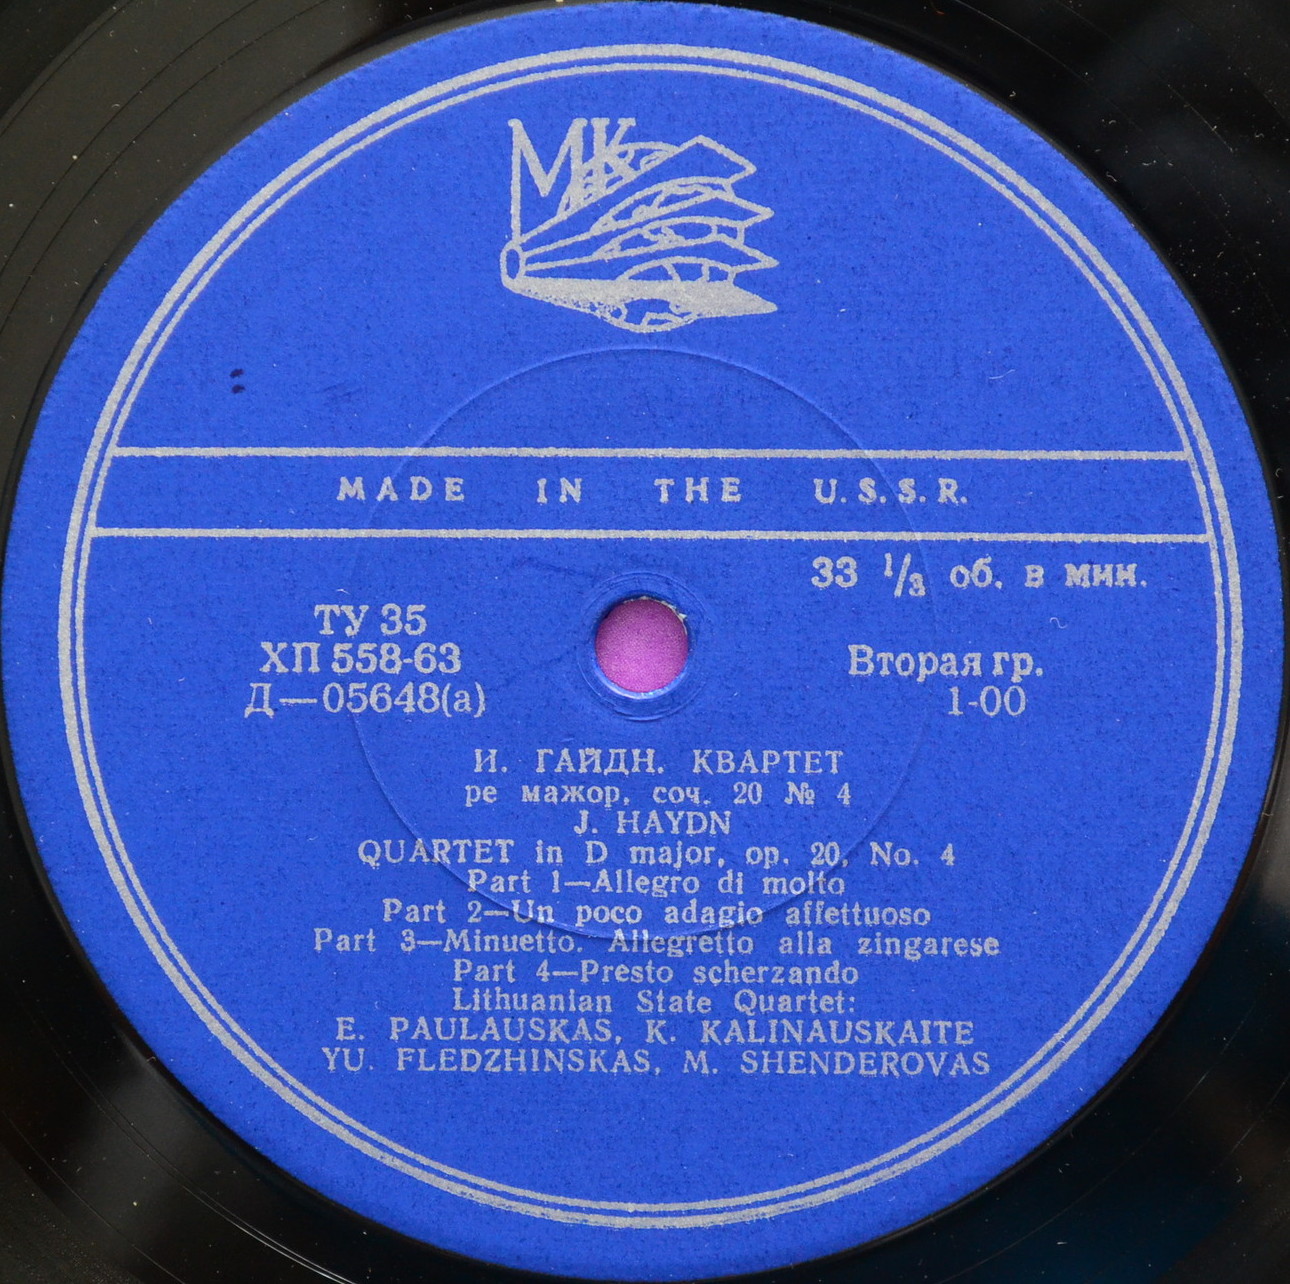 МК
MADE IN THE U.S.S.R.
33 1/3 об. в мин.
ТУ 35
ХП 558-63
Д—05648(а)
Вторая гр.
1-00
И. ГАЙДН. КВАРТЕТ
ре мажор, соч. 20 № 4
J. HAYDN
QUARTET in D major, op. 20, No. 4
Part 1—Allegro di molto
Part 2—Un poco adagio affettuoso
Part 3—Minuetto. Allegretto alla zingarese
Part 4—Presto scherzando
Lithuanian State Quartet:
E. PAULAUSKAS, K. KALINAUSKAITE
YU. FLEDZHINSKAS, M. SHENDEROVAS